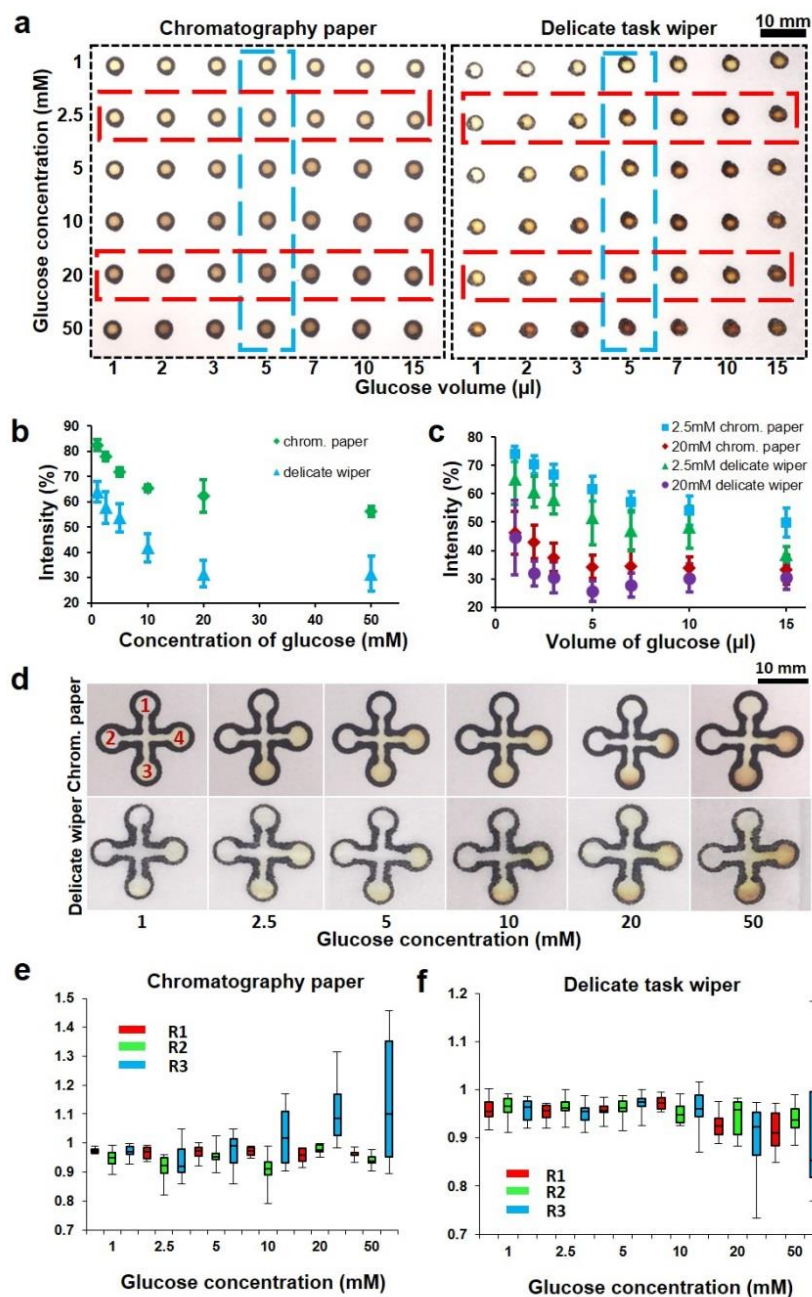 a Chromatography paper Delicate task wiper 10 mm
Glucose concentration (mM)
1
2.5
5
10
20
50
1 2 3 5 7 10 15 1 2 3 5 7 10 15
Glucose volume (µl)
b
Intensity (%)
90
80
70
60
50
40
30
20
0 10 20 30 40 50
Concentration of glucose (mM)
chrom. paper
delicate wiper
c
Intensity (%)
80
70
60
50
40
30
20
0 5 10 15
Volume of glucose (µl)
2.5mM chrom. paper
20mM chrom. paper
2.5mM delicate wiper
20mM delicate wiper
d 10 mm
Chrom. paper
Delicate wiper
1
2 4
3
1 2.5 5 10 20 50
Glucose concentration (mM)
e Chromatography paper
1.5
1.4
1.3
1.2
1.1
1
0.9
0.8
0.7
R1
R2
R3
1 2.5 5 10 20 50
Glucose concentration (mM)
f Delicate task wiper
1.2
1.1
1
0.9
0.8
0.7
R1
R2
R3
1 2.5 5 10 20 50
Glucose concentration (mM)